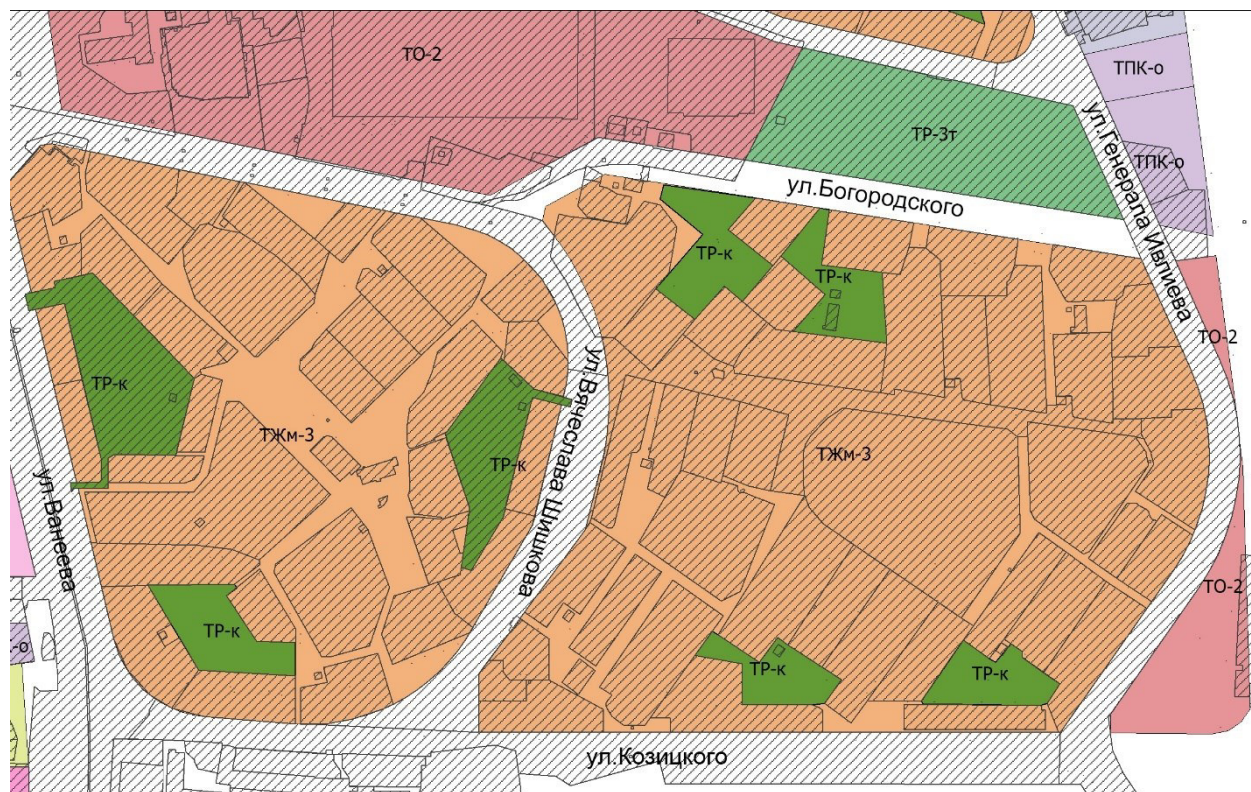 ТО-2
ТПК-о
ТР-3т
ул.Генерала Ивлиева
ТПК-о
ул.Богородского
ТР-к
ТР-к
ТО-2
ТР-к
ул.Вячеслава Шишкова
ТЖм-3
ТЖм-3
ТР-к
ул.Ванеева
ТО-2
ТР-к
-о
ТР-к
ТР-к
ул.Козицкого